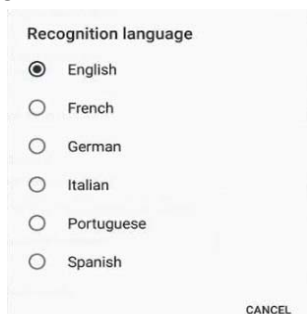 Recognition language
English
French
German
Italian
Portuguese
Spanish
CANCEL